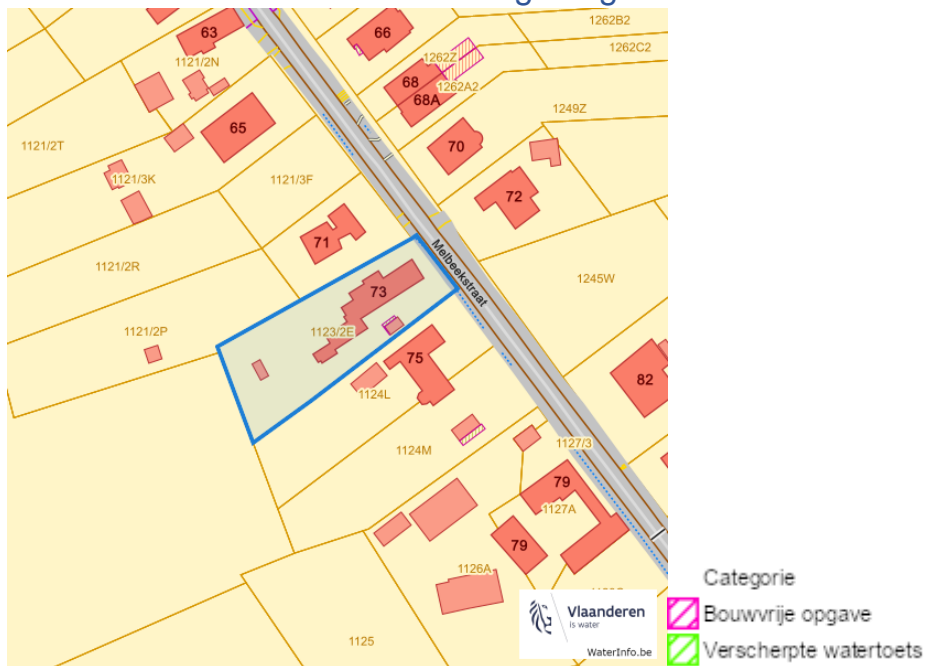 63
66
1262B2
1262C2
1121/2N
1262Z
68
1262A2
68A
1249Z
65
70
1121/2T
1121/3K
1121/3F
72
71
Melbeekstraat
1121/2R
1245W
73
1121/2P
1123/2E
75
82
1124L
1124M
1127/3
79
1127A
79
1126A
1125
Vlaanderen
is water
WaterInfo.be
Categorie
Bouwvrije opgave
Verscherpte watertoets